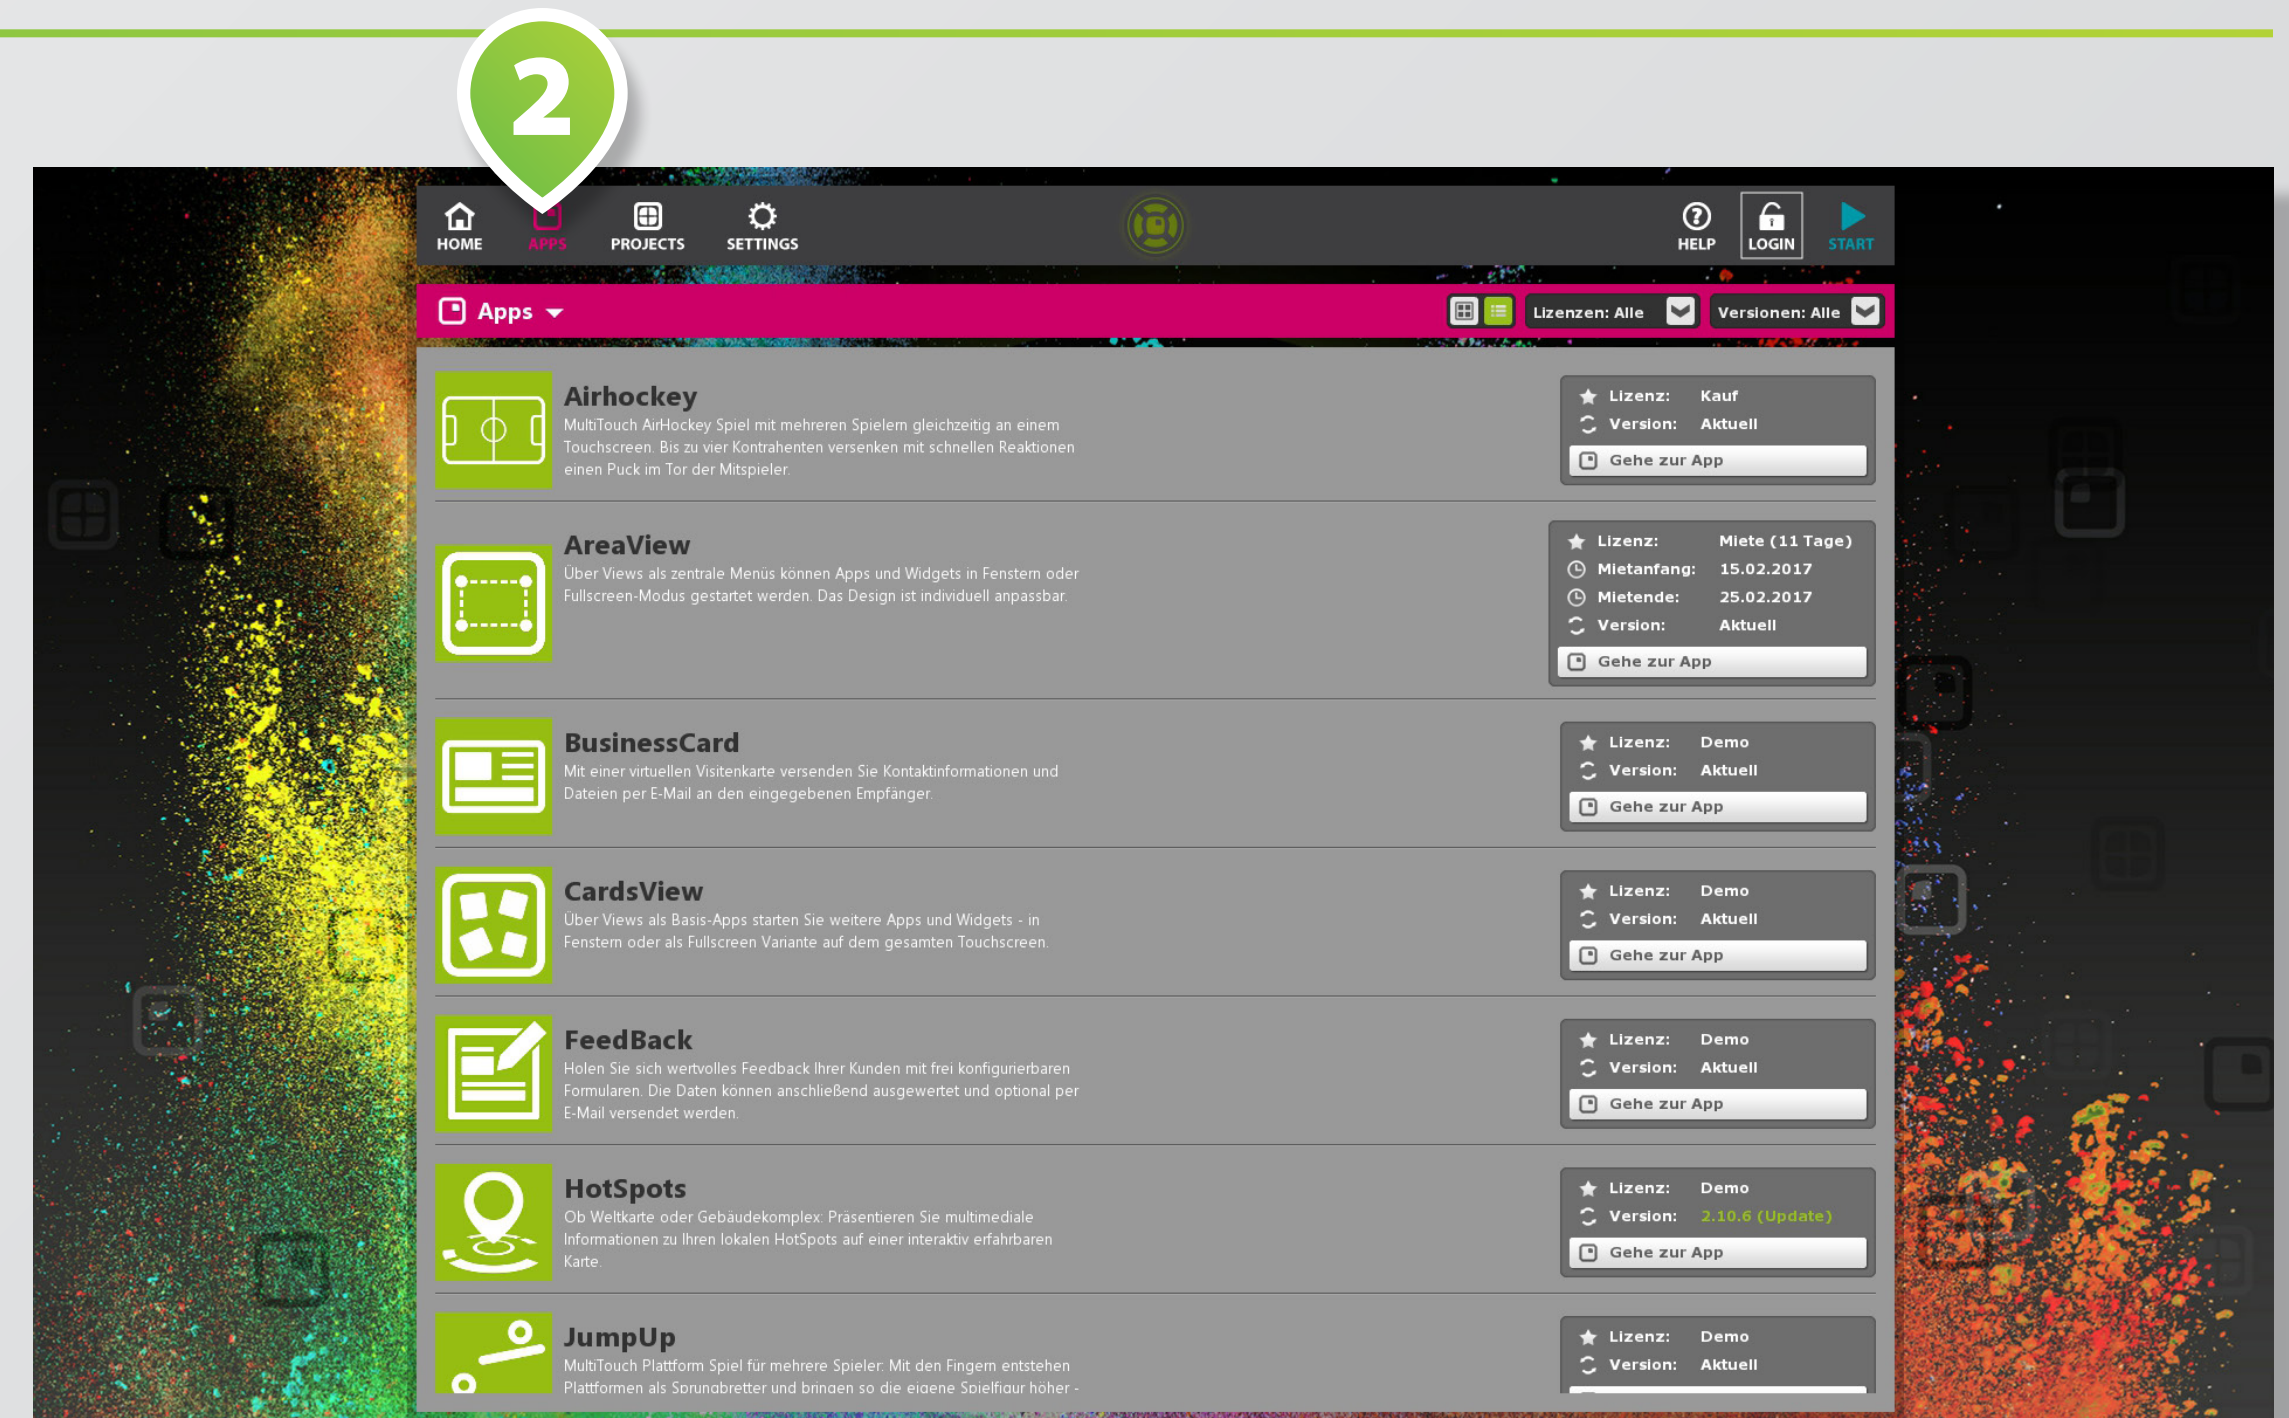 2
HOME
APPS
PROJECTS
SETTINGS
HELP
LOGIN
START
Apps
Lizenzen: Alle
Versionen: Alle
Airhockey
MultiTouch AirHockey Spiel mit mehreren Spielern gleichzeitig an einem
Touchscreen. Bis zu vier Kontrahenten versenken mit schnellen Reaktionen
einen Puck im Tor der Mitspieler.
Lizenz: Kauf
Version: Aktuell
Gehe zur App
AreaView
Über Views als zentrale Menüs können Apps und Widgets in Fenstern oder
Fullscreen-Modus gestartet werden. Das Design ist individuell anpassbar.
Lizenz: Miete (11 Tage)
Mietanfang: 15.02.2017
Mietende: 25.02.2017
Version: Aktuell
Gehe zur App
BusinessCard
Mit einer virtuellen Visitenkarte versenden Sie Kontaktinformationen und
Dateien per E-Mail an den eingegebenen Empfänger.
Lizenz: Demo
Version: Aktuell
Gehe zur App
CardsView
Über Views als Basis-Apps starten Sie weitere Apps und Widgets - in
Fenstern oder als Fullscreen Variante auf dem gesamten Touchscreen.
Lizenz: Demo
Version: Aktuell
Gehe zur App
FeedBack
Holen Sie sich wertvolles Feedback Ihrer Kunden mit frei konfigurierbaren
Formularen. Die Daten können anschließend ausgewertet und optional per
E-Mail versendet werden.
Lizenz: Demo
Version: Aktuell
Gehe zur App
HotSpots
Ob Weltkarte oder Gebäudekomplex: Präsentieren Sie multimediale
Informationen zu Ihren lokalen HotSpots auf einer interaktiv erfahrbaren
Karte.
Lizenz: Demo
Version: 2.10.6 (Update)
Gehe zur App
JumpUp
MultiTouch Plattform Spiel für mehrere Spieler: Mit den Fingern entstehen
Plattformen als Sprungbretter und bringen so die eigene Spielfigur höher -
Lizenz: Demo
Version: Aktuell